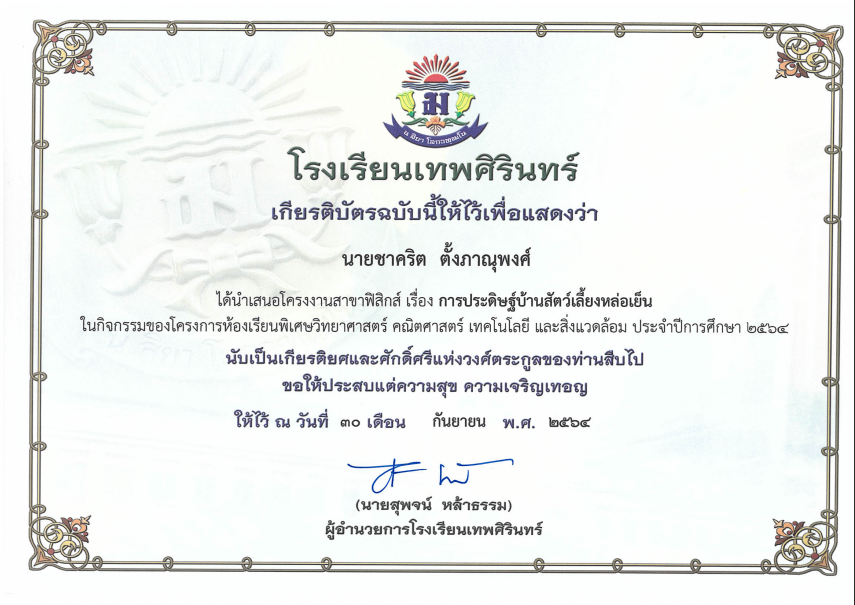 ม
น สิยา โลกวฑฺฒโน
โรงเรียนเทพศิรินทร์
เกียรติบัตรฉบับนี้ให้ไว้เพื่อแสดงว่า
นายชาคริต ตั้งภาณุพงศ์
ได้นำเสนอโครงงานสาขาฟิสิกส์ เรื่อง การประดิษฐ์บ้านสัตว์เลี้ยงหล่อเย็น
ในกิจกรรมของโครงการห้องเรียนพิเศษวิทยาศาสตร์ คณิตศาสตร์ เทคโนโลยี และสิ่งแวดล้อม ประจำปีการศึกษา ๒๕๖๔
นับเป็นเกียรติยศและศักดิ์ศรีแห่งวงศ์ตระกูลของท่านสืบไป
ขอให้ประสบแต่ความสุข ความเจริญเทอญ
ให้ไว้ ณ วันที่ ๓๐ เดือน กันยายน พ.ศ. ๒๕๖๔
(นายสุพจน์ หล้าธรรม)
ผู้อำนวยการโรงเรียนเทพศิรินทร์